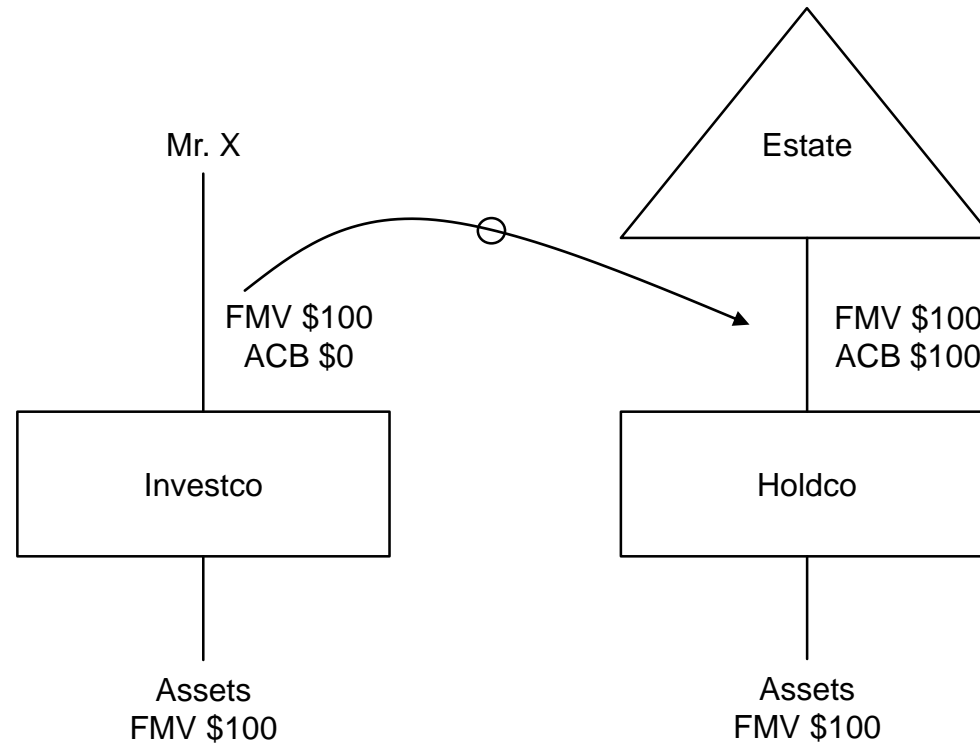 Mr. X
FMV $100
ACB $0
Investco
Assets
FMV $100
Estate
FMV $100
ACB $100
Holdco
Assets
FMV $100